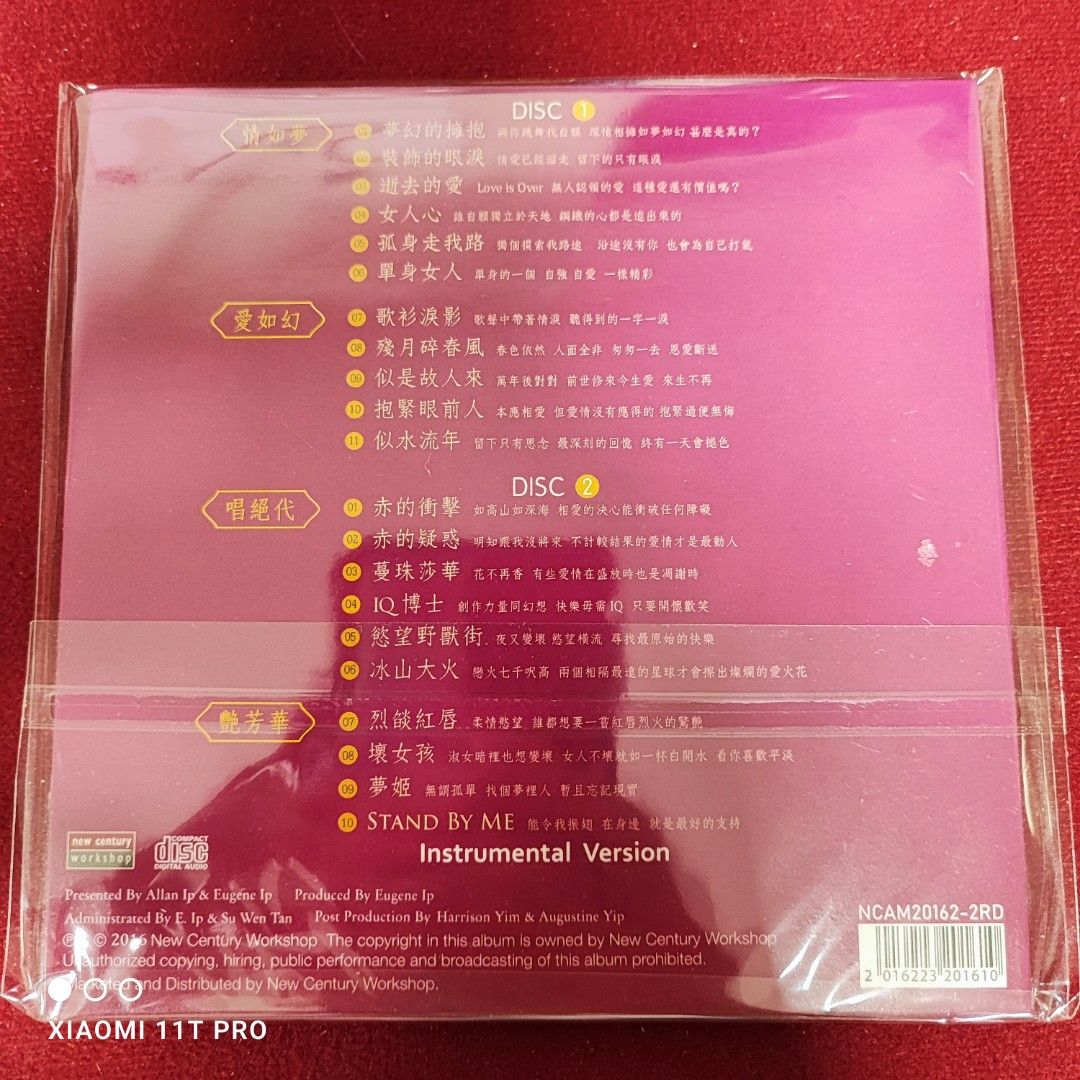 DISC 1
情如夢
01 夢幻的擁抱 與你跳舞我自願 深情相擁如夢如幻 甚麼是真的？
02 裝飾的眼淚 情愛已經溜走 留下的只有眼淚
03 逝去的愛 Love is Over 無人認領的愛 這種愛還有價值嗎？
04 女人心 誰自願獨立於天地 鋼鐵的心都是迫出來的
05 孤身走我路 獨個摸索我路途 沿途沒有你 也會為自己打氣
06 單身女人 單身的一個 自強 自愛 一樣精彩
愛如幻
07 歌衫淚影 歌聲中帶著情淚 聽得到的一字一淚
08 殘月碎春風 春色依然 人面全非 匆匆一去 恩愛斷送
09 似是故人來 萬年後對對 前世修來今生愛 來生不再
10 抱緊眼前人 本應相愛 但愛情沒有應得的 抱緊過便無悔
11 似水流年 留下只有思念 最深刻的回憶 終有一天會褪色
DISC 2
唱絕代
01 赤的衝擊 如高山如深海 相愛的決心能衝破任何障礙
02 赤的疑惑 明知跟我沒將來 不計較結果的愛情才是最動人
03 蔓珠莎華 花不再香 有些愛情在盛放時也是凋謝時
04 IQ 博士 創作力量同幻想 快樂毋需IQ 只要開懷歡笑
05 慾望野獸街 夜又變壞 慾望橫流 尋找最原始的快樂
06 冰山大火 戀火七千呎高 兩個相隔最遠的星球才會擦出燦爛的愛火花
艷芳華
07 烈燄紅唇 柔情慾望 誰都想要一首紅唇烈火的驚艷
08 壞女孩 淑女暗裡也想變壞 女人不壞就如一杯白開水 看你喜歡平淡
09 夢姬 無謂孤單 找個夢裡人 暫且忘記現實
10 STAND BY ME 能令我振翅 在身邊 就是最好的支持
Instrumental Version
new century
workshop
COMPACT
disc
DIGITAL AUDIO
Presented By Allan Ip & Eugene Ip Produced By Eugene Ip
Administrated By E. Ip & Su Wen Tan Post Production By Harrison Yim & Augustine Yip
℗ & © 2016 New Century Workshop The copyright in this album is owned by New Century Workshop
Unauthorized copying, hiring, public performance and broadcasting of this album prohibited.
Marketed and Distributed by New Century Workshop.
NCAM20162-2RD
2 016223 201610
XIAOMI 11T PRO